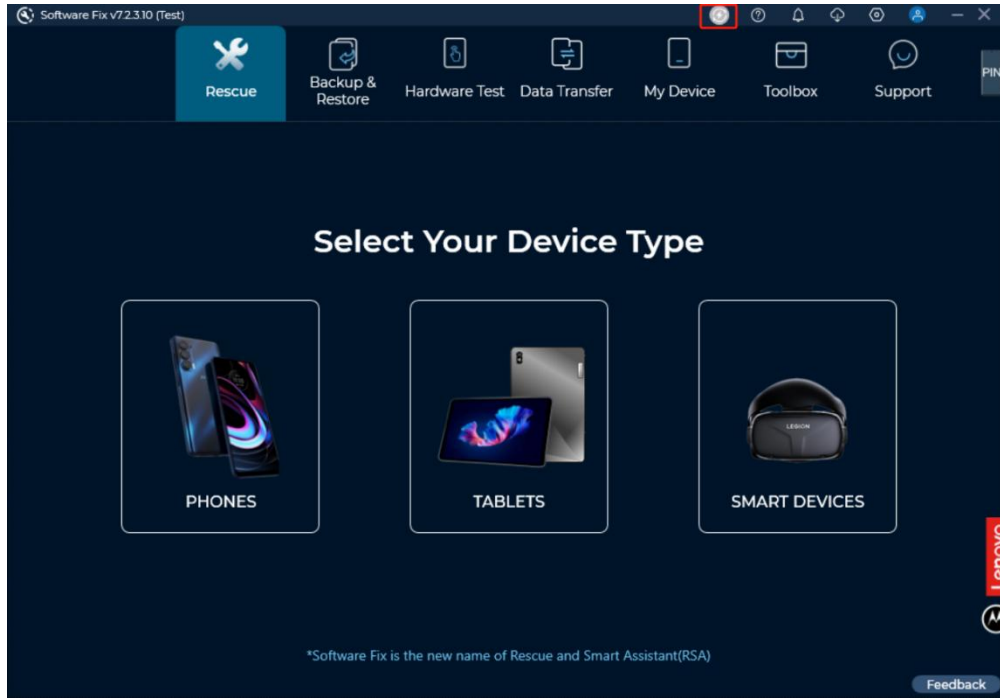 Software Fix v7.2.3.10 (Test)
Rescue
Backup &
Restore
Hardware Test
Data Transfer
My Device
Toolbox
Support
PIN
Select Your Device Type
LEGION
PHONES
TABLETS
SMART DEVICES
Lenovo
*Software Fix is the new name of Rescue and Smart Assistant(RSA)
Feedback